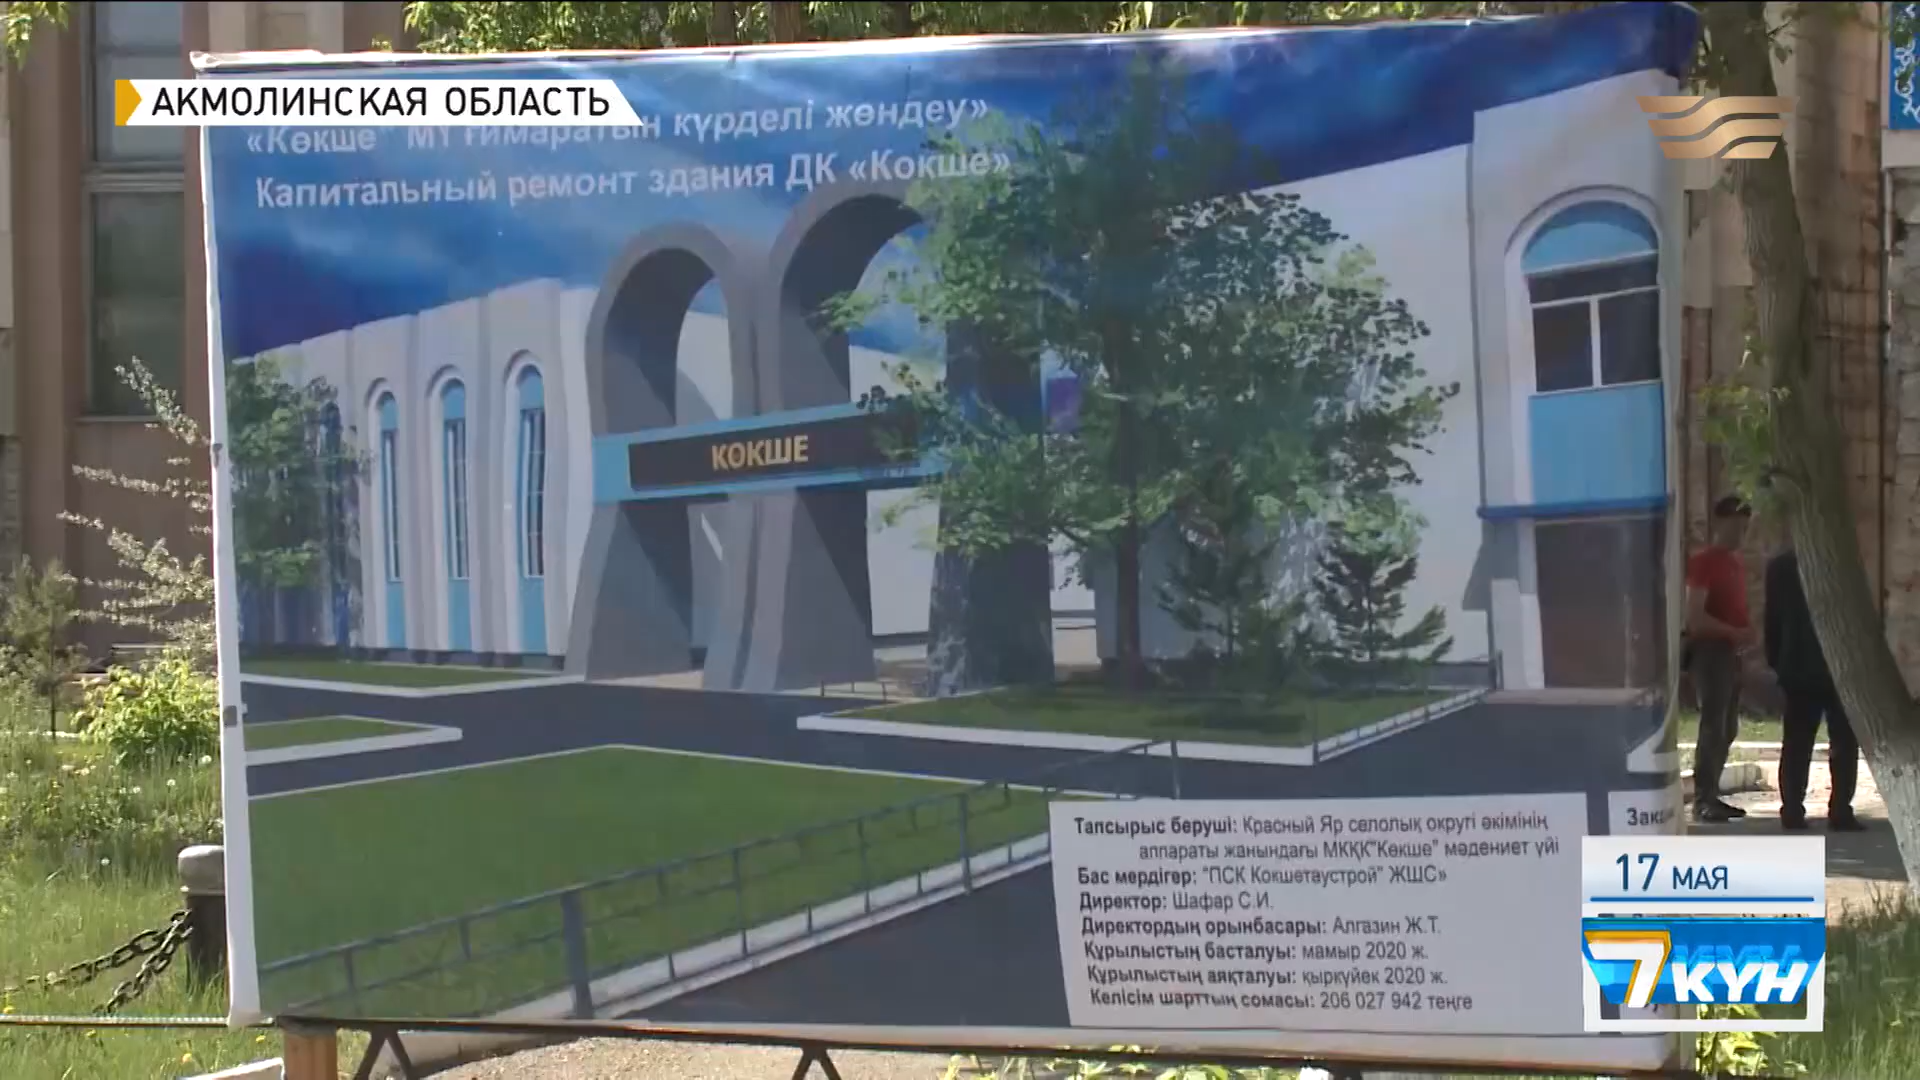 АКМОЛИНСКАЯ ОБЛАСТЬ
«Көкше" МҮ ғимаратын күрделі жөндеу»
Капитальный ремонт здания ДК «Кокше»
КӨКШЕ
Тапсырыс беруші: Красный Яр селолық округі әкімінің
аппараты жанындағы МКҚК"Көкше" мәдениет үйі
Бас мердігер: "ПСК Кокшетаустрой" ЖШС»
Директор: Шафар С.И.
Директордың орынбасары: Алгазин Ж.Т.
Құрылыстың басталуы: мамыр 2020 ж.
Құрылыстың аяқталуы: қыркүйек 2020 ж.
Келісім шарттың сомасы: 206 027 942 теңге
17 МАЯ
7 КҮН